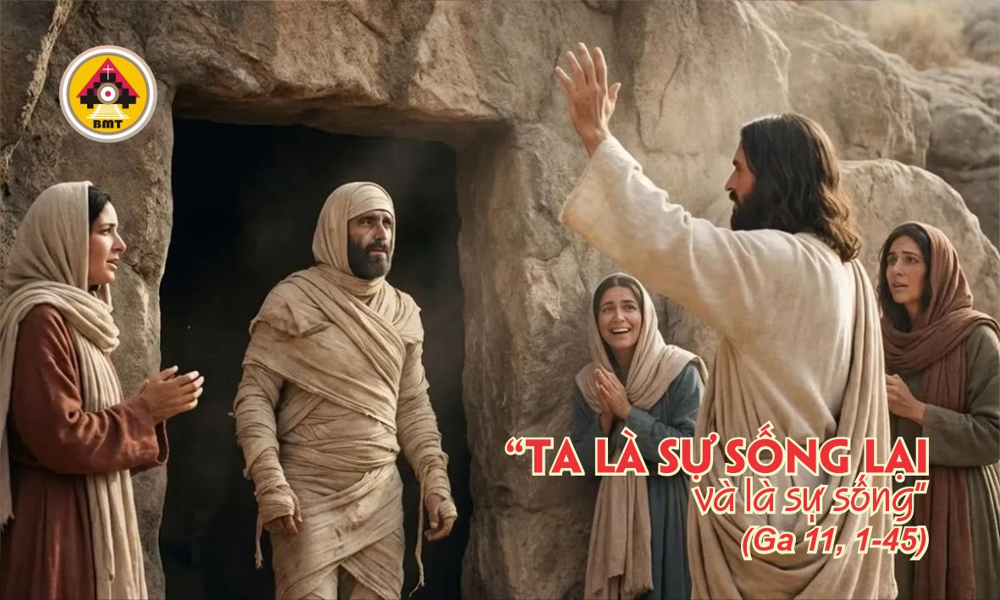 BMT
“TA LÀ SỰ SỐNG LẠI
và là sự sống”
(Ga 11, 1-45)